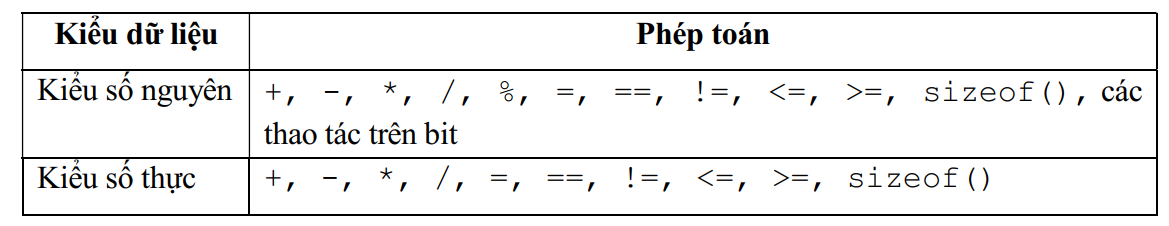 Kiểu dữ liệu Phép toán
Kiểu số nguyên +, -, *, /, %, =, ==, !=, <=, >=, sizeof(), các
thao tác trên bit
Kiểu số thực +, -, *, /, =, ==, !=, <=, >=, sizeof()